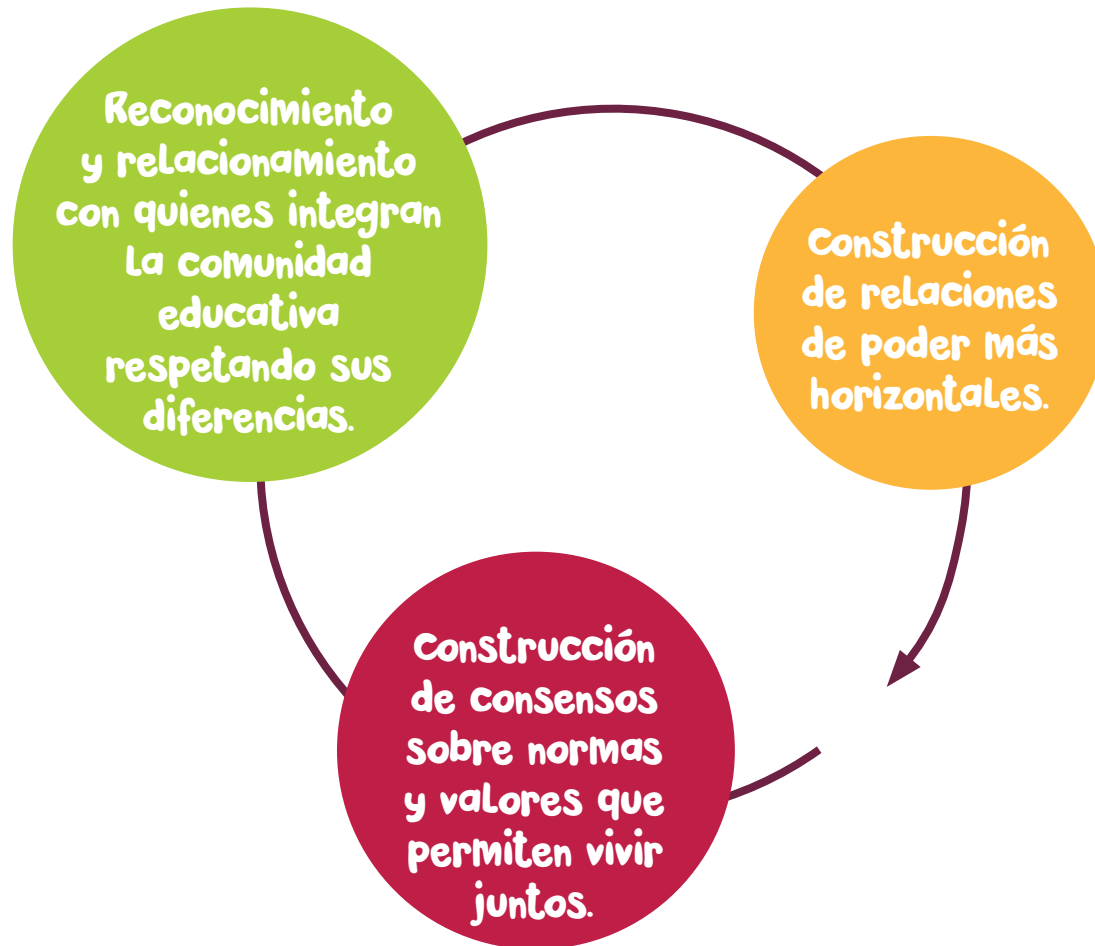 Reconocimiento
y relacionamiento
con quienes integran
la comunidad
educativa
respetando sus
diferencias.
Construcción
de relaciones
de poder más
horizontales.
Construcción
de consensos
sobre normas
y valores que
permiten vivir
juntos.